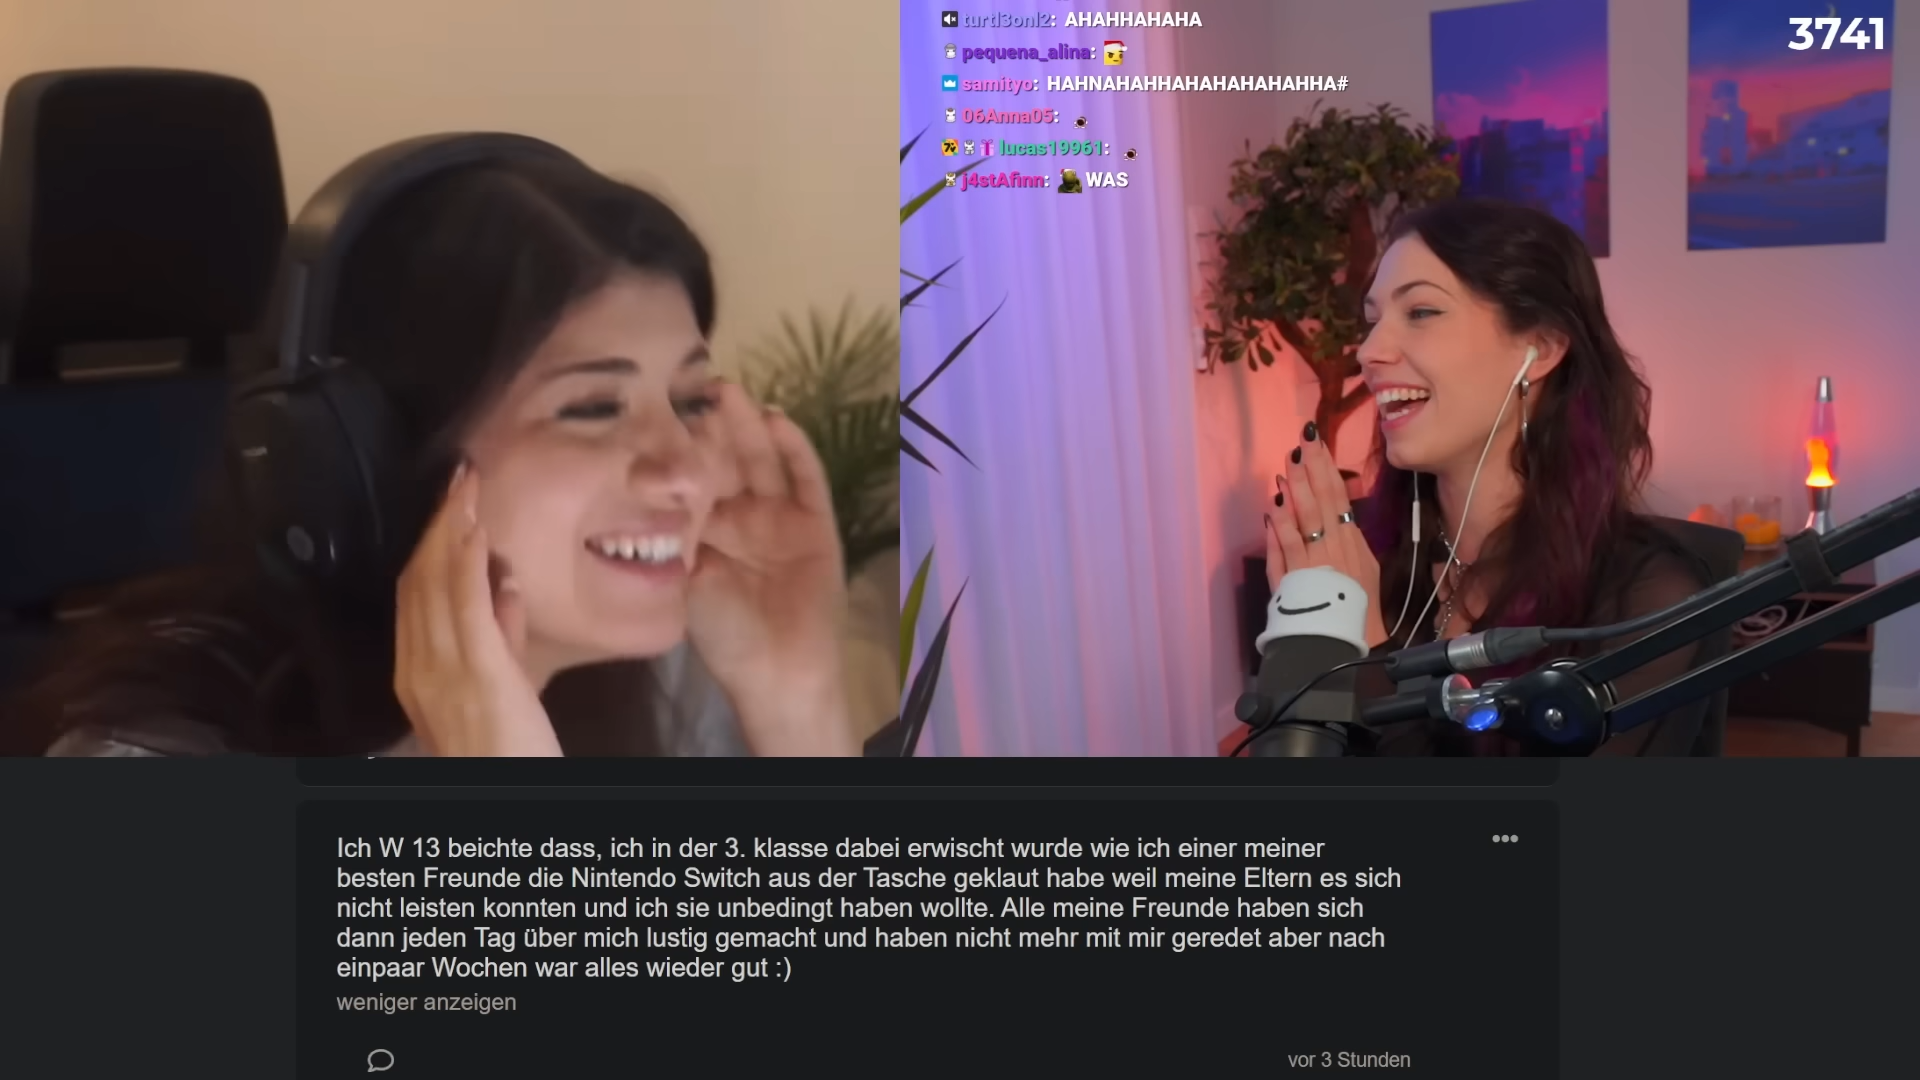 turtl3onl2: AHAHHAHAHA
3741
pequena_alina:
samityo: HAHNAHAHHAHAHAHAHAHHA#
06Anna05:
lucas19961:
j4stAfinn: WAS
Ich W 13 beichte dass, ich in der 3. klasse dabei erwischt wurde wie ich einer meiner
besten Freunde die Nintendo Switch aus der Tasche geklaut habe weil meine Eltern es sich
nicht leisten konnten und ich sie unbedingt haben wollte. Alle meine Freunde haben sich
dann jeden Tag über mich lustig gemacht und haben nicht mehr mit mir geredet aber nach
einpaar Wochen war alles wieder gut :)
weniger anzeigen
vor 3 Stunden